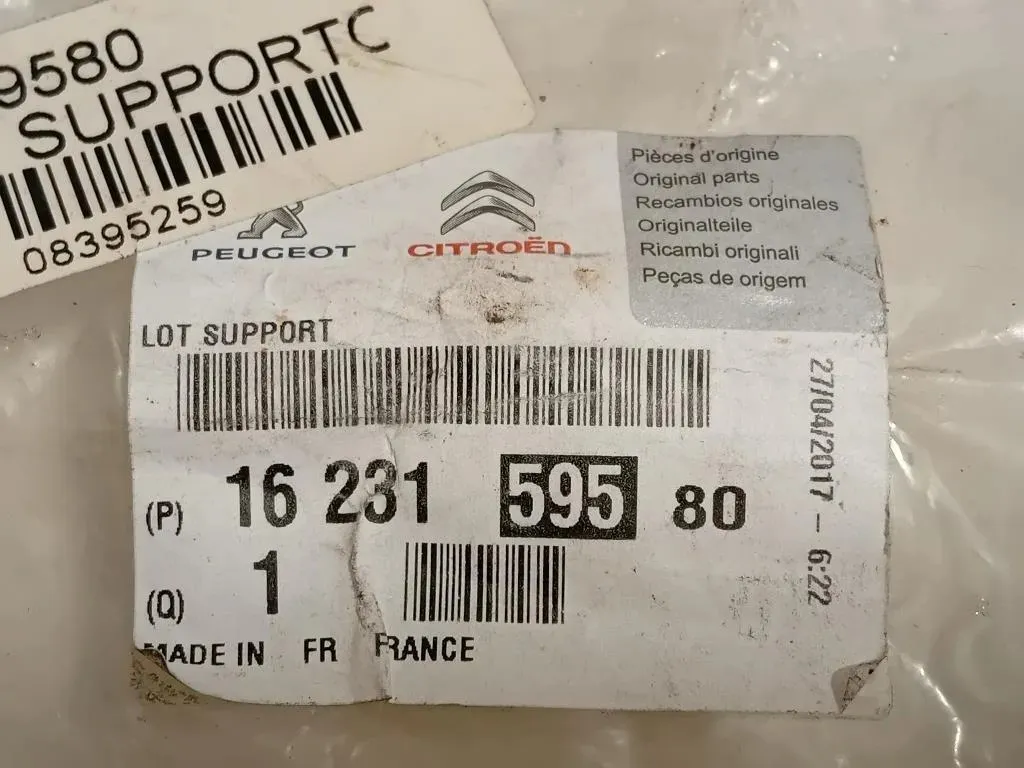 9580
SUPPORTO
08395259
PEUGEOT
CITROËN
Pièces d'origine
Original parts
Recambios originales
Originalteile
Ricambi originali
Peças de origem
LOT SUPPORT
27/04/2017 - 6:22
(P) 16 231 595 80
(Q) 1
MADE IN FR FRANCE